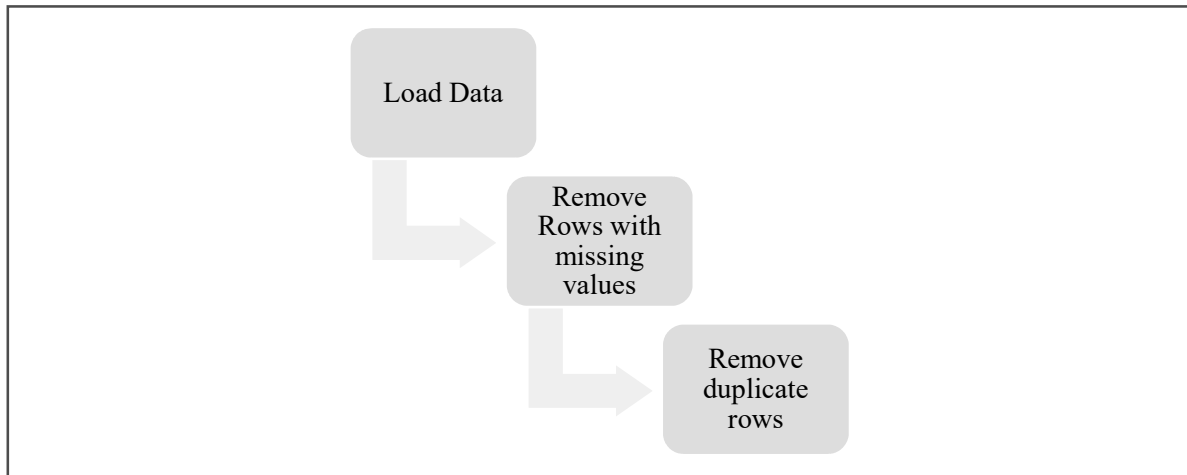 Load Data
Remove
Rows with
missing
values
Remove
duplicate
rows